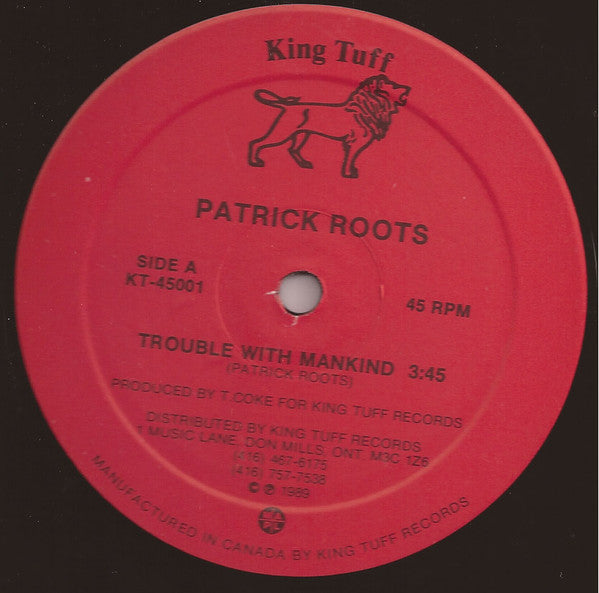 King Tuff
PATRICK ROOTS
SIDE A
KT-45001
45 RPM
TROUBLE WITH MANKIND 3:45
(PATRICK ROOTS)
PRODUCED BY T.COKE FOR KING TUFF RECORDS
DISTRIBUTED BY KING TUFF RECORDS
1 MUSIC LANE, DON MILLS, ONT. M3C 1Z6
(416) 467-6175
(416) 757-7538
© ℗ 1989
MA
PL
MANUFACTURED IN CANADA BY KING TUFF RECORDS